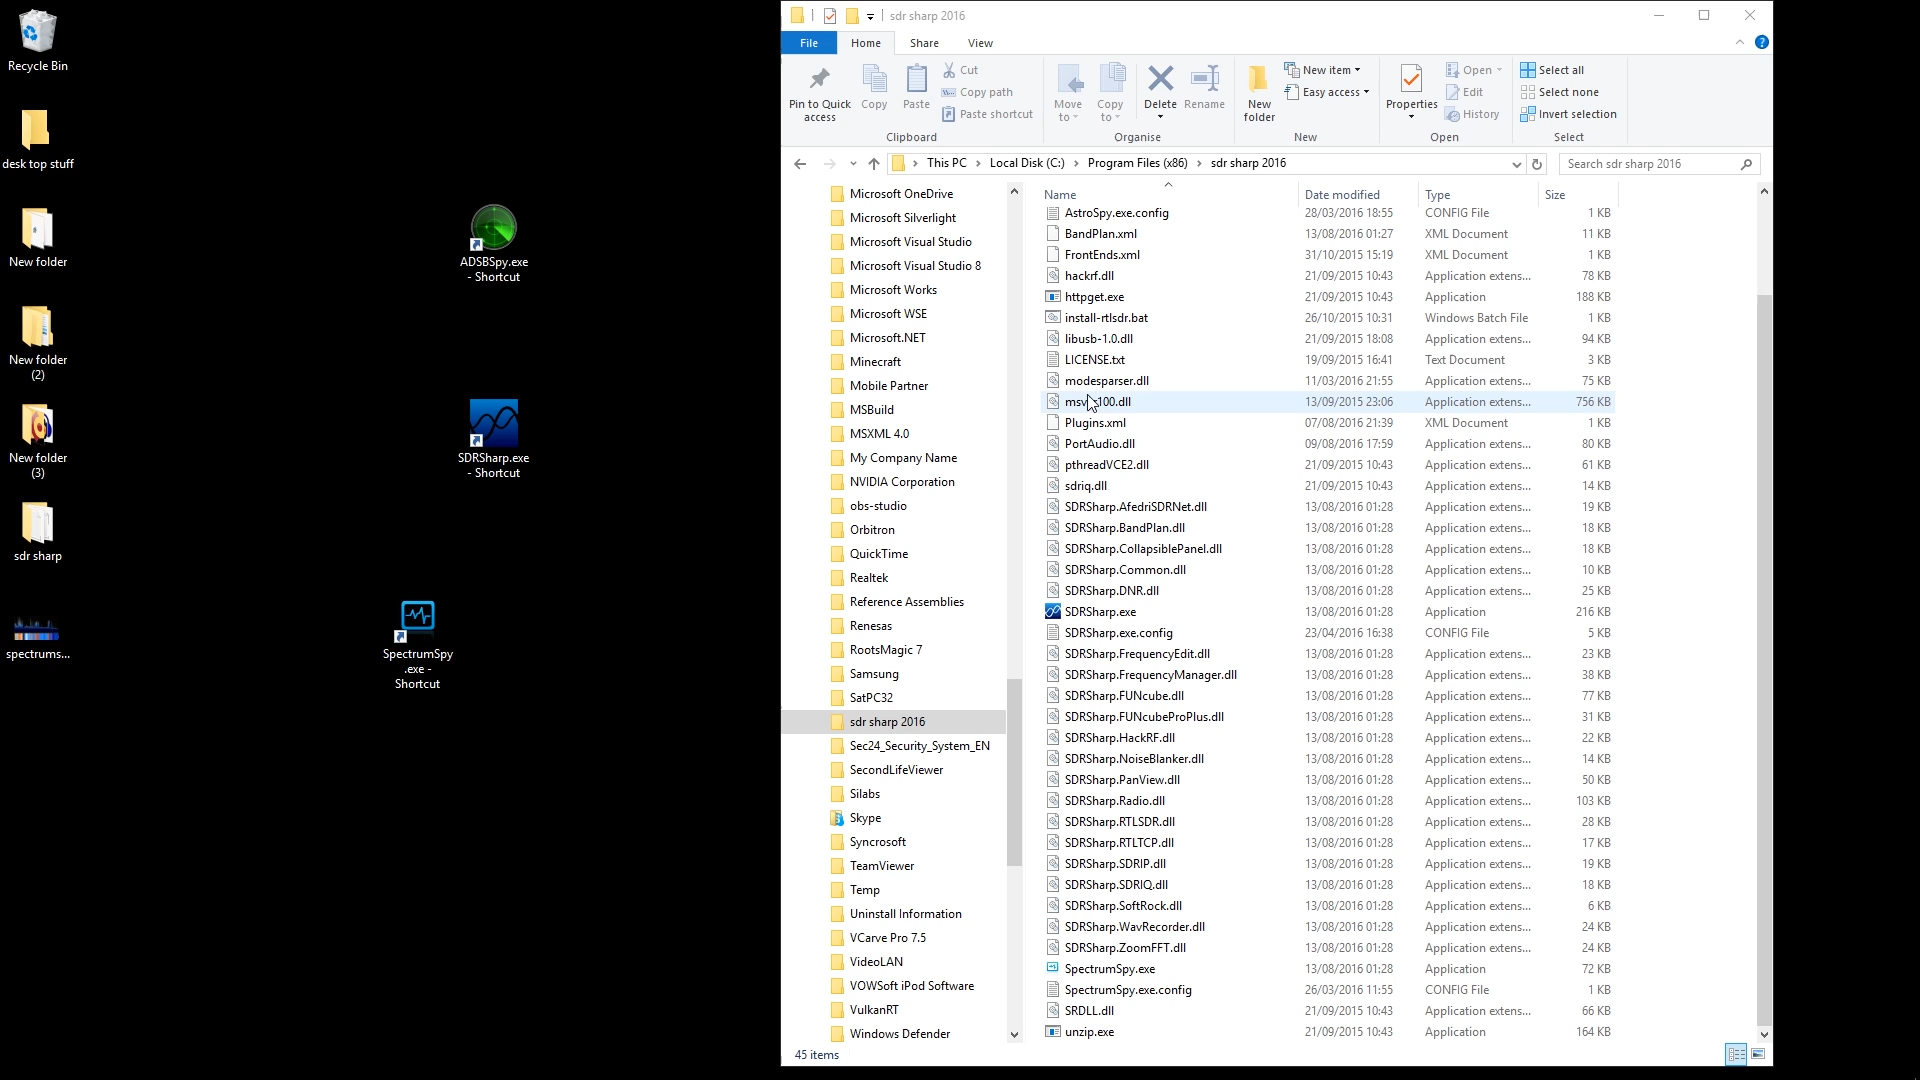 Recycle Bin
desk top stuff
New folder
New folder
(2)
New folder
(3)
sdr sharp
spectrums...
ADSBSpy.exe
- Shortcut
SDRSharp.exe
- Shortcut
SpectrumSpy
.exe -
Shortcut
sdr sharp 2016
File Home Share View
Pin to Quick
access
Copy
Paste
Cut
Copy path
Paste shortcut
Clipboard
Move
to
Copy
to
Delete
Rename
Organise
New
folder
New item
Easy access
New
Properties
Open
Edit
History
Open
Select all
Select none
Invert selection
Select
This PC > Local Disk (C:) > Program Files (x86) > sdr sharp 2016
Search sdr sharp 2016
Microsoft OneDrive
Microsoft Silverlight
Microsoft Visual Studio
Microsoft Visual Studio 8
Microsoft Works
Microsoft WSE
Microsoft.NET
Minecraft
Mobile Partner
MSBuild
MSXML 4.0
My Company Name
NVIDIA Corporation
obs-studio
Orbitron
QuickTime
Realtek
Reference Assemblies
Renesas
RootsMagic 7
Samsung
SatPC32
sdr sharp 2016
Sec24_Security_System_EN
SecondLifeViewer
Silabs
Skype
Syncrosoft
TeamViewer
Temp
Uninstall Information
VCarve Pro 7.5
VideoLAN
VOWSoft iPod Software
VulkanRT
Windows Defender
Name Date modified Type Size
AstroSpy.exe.config 28/03/2016 18:55 CONFIG File 1 KB
BandPlan.xml 13/08/2016 01:27 XML Document 11 KB
FrontEnds.xml 31/10/2015 15:19 XML Document 1 KB
hackrf.dll 21/09/2015 10:43 Application extens... 78 KB
httpget.exe 21/09/2015 10:43 Application 188 KB
install-rtlsdr.bat 26/10/2015 10:31 Windows Batch File 1 KB
libusb-1.0.dll 21/09/2015 18:08 Application extens... 94 KB
LICENSE.txt 19/09/2015 16:41 Text Document 3 KB
modesparser.dll 11/03/2016 21:55 Application extens... 75 KB
100.dll 13/09/2015 23:06 Application extens... 756 KB
Plugins.xml 07/08/2016 21:39 XML Document 1 KB
PortAudio.dll 09/08/2016 17:59 Application extens... 80 KB
pthreadVCE2.dll 21/09/2015 10:43 Application extens... 61 KB
sdriq.dll 21/09/2015 10:43 Application extens... 14 KB
SDRSharp.AfedriSDRNet.dll 13/08/2016 01:28 Application extens... 19 KB
SDRSharp.BandPlan.dll 13/08/2016 01:28 Application extens... 18 KB
SDRSharp.CollapsiblePanel.dll 13/08/2016 01:28 Application extens... 18 KB
SDRSharp.Common.dll 13/08/2016 01:28 Application extens... 10 KB
SDRSharp.DNR.dll 13/08/2016 01:28 Application extens... 25 KB
SDRSharp.exe 13/08/2016 01:28 Application 216 KB
SDRSharp.exe.config 23/04/2016 16:38 CONFIG File 5 KB
SDRSharp.FrequencyEdit.dll 13/08/2016 01:28 Application extens... 23 KB
SDRSharp.FrequencyManager.dll 13/08/2016 01:28 Application extens... 38 KB
SDRSharp.FUNcube.dll 13/08/2016 01:28 Application extens... 77 KB
SDRSharp.FUNcubeProPlus.dll 13/08/2016 01:28 Application extens... 31 KB
SDRSharp.HackRF.dll 13/08/2016 01:28 Application extens... 22 KB
SDRSharp.NoiseBlanker.dll 13/08/2016 01:28 Application extens... 14 KB
SDRSharp.PanView.dll 13/08/2016 01:28 Application extens... 50 KB
SDRSharp.Radio.dll 13/08/2016 01:28 Application extens... 103 KB
SDRSharp.RTLSDR.dll 13/08/2016 01:28 Application extens... 28 KB
SDRSharp.RTLTCP.dll 13/08/2016 01:28 Application extens... 17 KB
SDRSharp.SDRIP.dll 13/08/2016 01:28 Application extens... 19 KB
SDRSharp.SDRIQ.dll 13/08/2016 01:28 Application extens... 18 KB
SDRSharp.SoftRock.dll 13/08/2016 01:28 Application extens... 6 KB
SDRSharp.WavRecorder.dll 13/08/2016 01:28 Application extens... 24 KB
SDRSharp.ZoomFFT.dll 13/08/2016 01:28 Application extens... 24 KB
SpectrumSpy.exe 13/08/2016 01:28 Application 72 KB
SpectrumSpy.exe.config 26/03/2016 11:55 CONFIG File 1 KB
SRDLL.dll 21/09/2015 10:43 Application extens... 66 KB
unzip.exe 21/09/2015 10:43 Application 164 KB
45 items